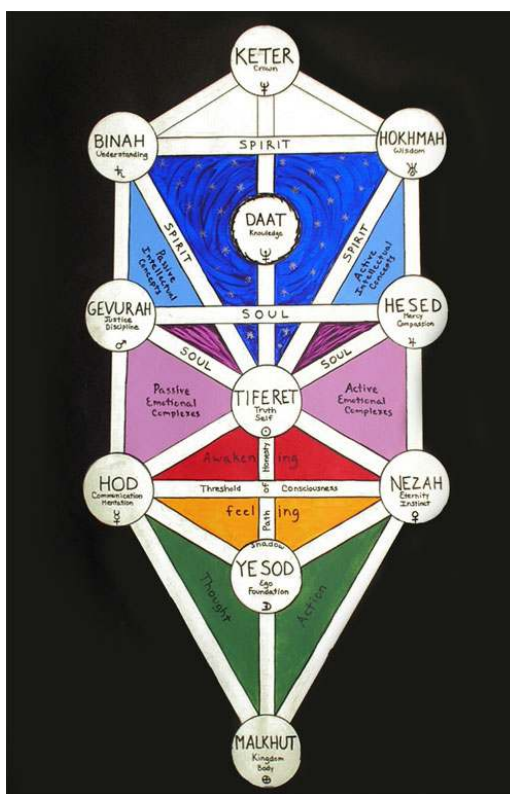 KETER
Crown
BINAH
Understanding
HOKHMAH
Wisdom
SPIRIT
DAAT
Knowledge
SPIRIT
SPIRIT
Passive
Intellectual
Concepts
Active
Intellectual
Concepts
GEVURAH
Justice
Discipline
SOUL
HESED
Mercy
Compassion
SOUL
SOUL
Passive
Emotional
Complexes
TIFERET
Truth
Self
Active
Emotional
Complexes
Awakening
HOD
Communication
Mentation
Threshold of Consciousness
NEZAH
Eternity
Instinct
feeling
Path of Honesty
Shadow
YESOD
Ego
Foundation
Thought
Action
MALKHUT
Kingdom
Body